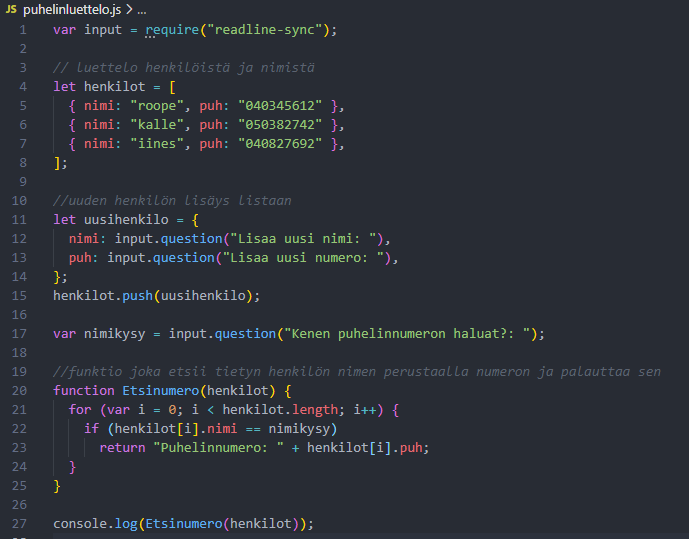 JS puhelinluettelo.js > ...
1 var input = require("readline-sync");
2
3 // luettelo henkilöistä ja nimistä
4 let henkilot = [
5   { nimi: "roope", puh: "040345612" },
6   { nimi: "kalle", puh: "050382742" },
7   { nimi: "iines", puh: "040827692" },
8 ];
9
10 //uuden henkilön lisäys listaan
11 let uusihenkilo = {
12   nimi: input.question("Lisaa uusi nimi: "),
13   puh: input.question("Lisaa uusi numero: "),
14 };
15 henkilot.push(uusihenkilo);
16
17 var nimikysy = input.question("Kenen puhelinnumeron haluat?: ");
18
19 //funktio joka etsii tietyn henkilön nimen perustaalla numeron ja palauttaa sen
20 function Etsinumero(henkilot) {
21   for (var i = 0; i < henkilot.length; i++) {
22     if (henkilot[i].nimi == nimikysy)
23       return "Puhelinnumero: " + henkilot[i].puh;
24   }
25 }
26
27 console.log(Etsinumero(henkilot));